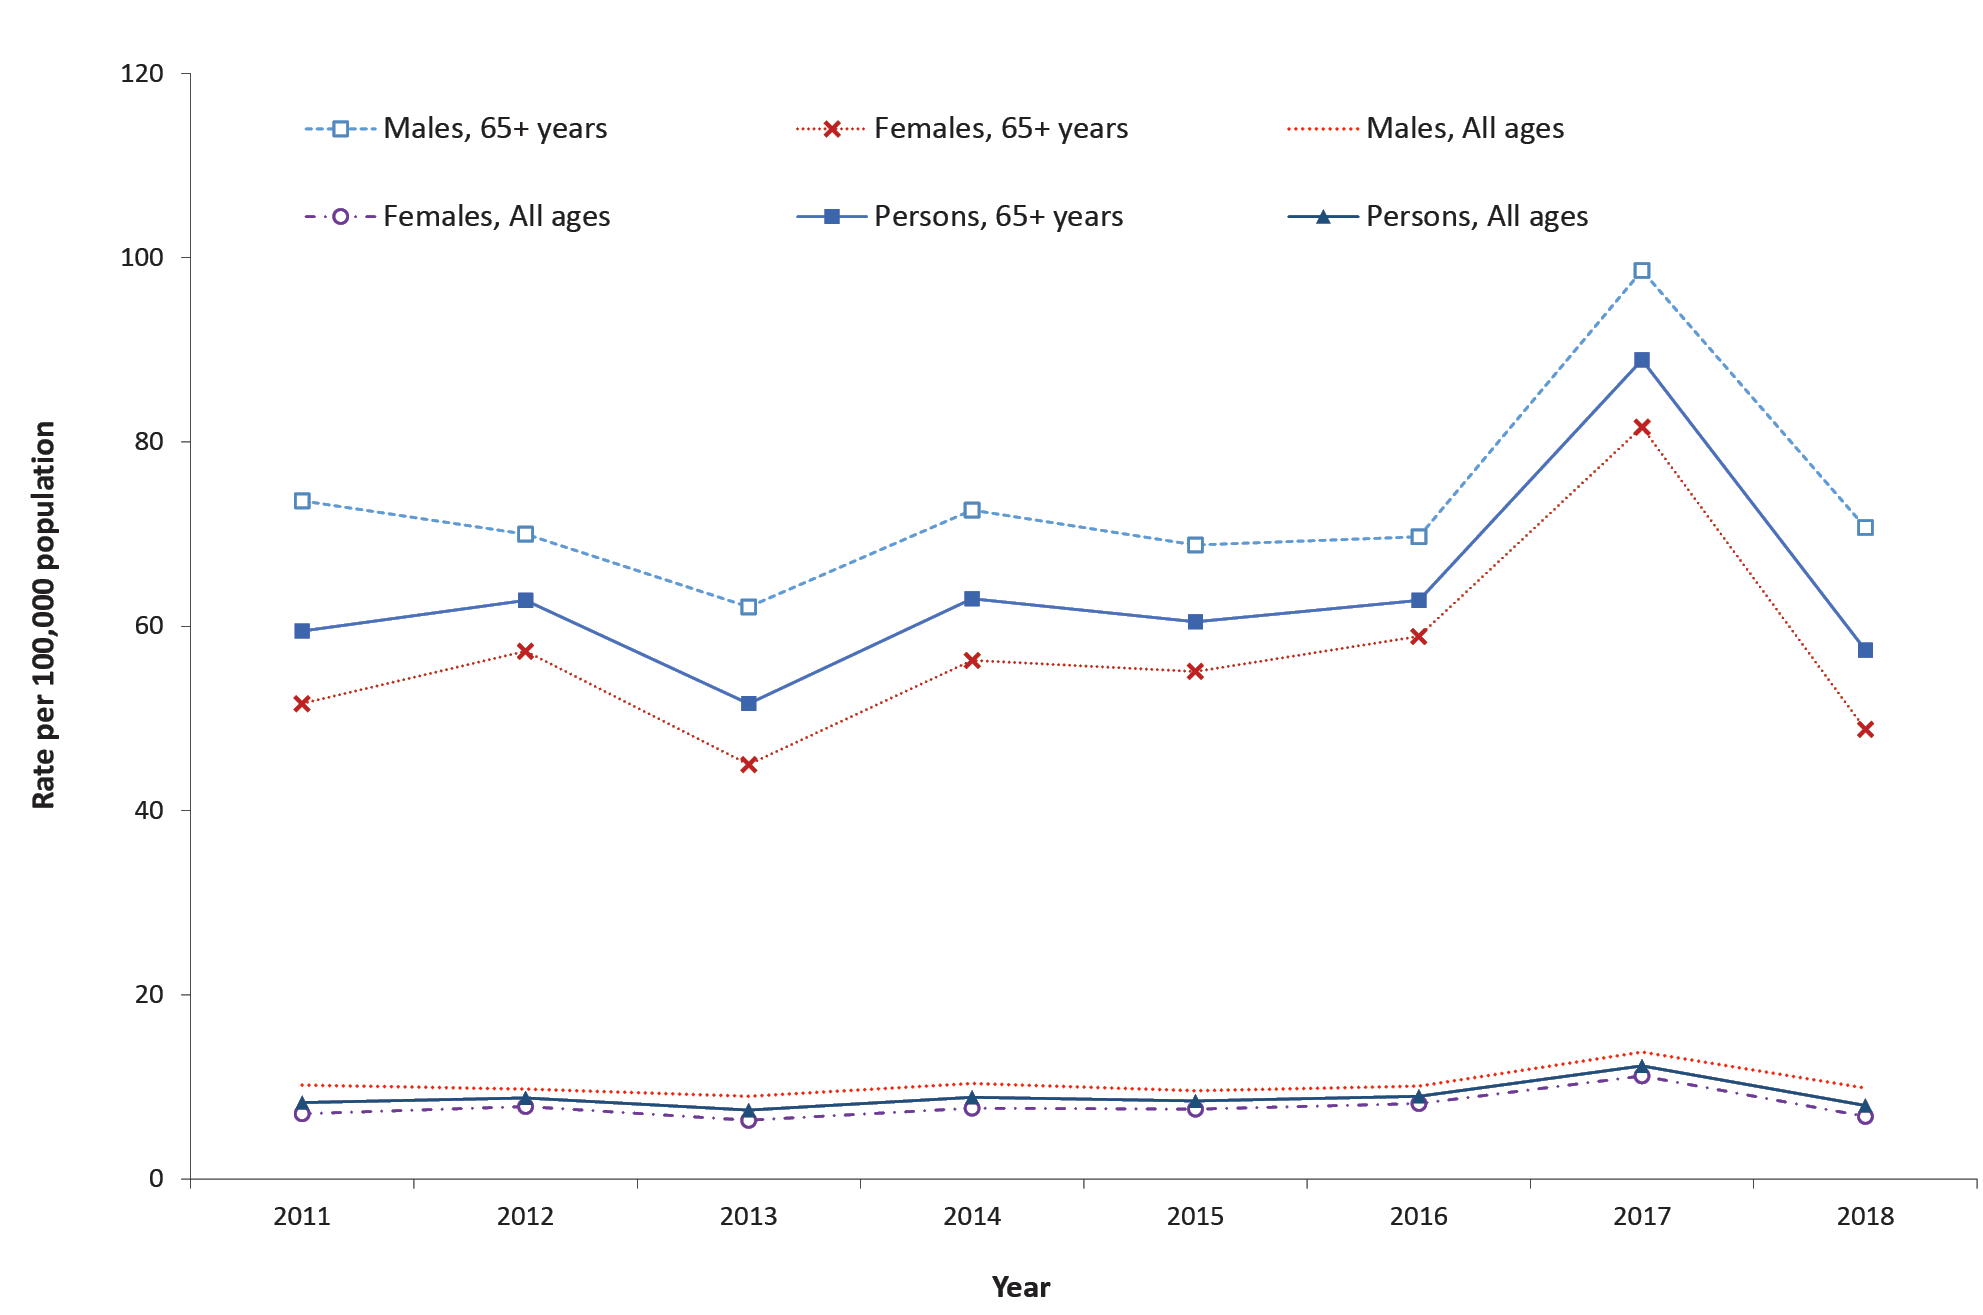 120
Males, 65+ years
Females, 65+ years
Males, All ages
Females, All ages
Persons, 65+ years
Persons, All ages
100
80
60
40
20
0
Rate per 100,000 population
2011
2012
2013
2014
2015
2016
2017
2018
Year